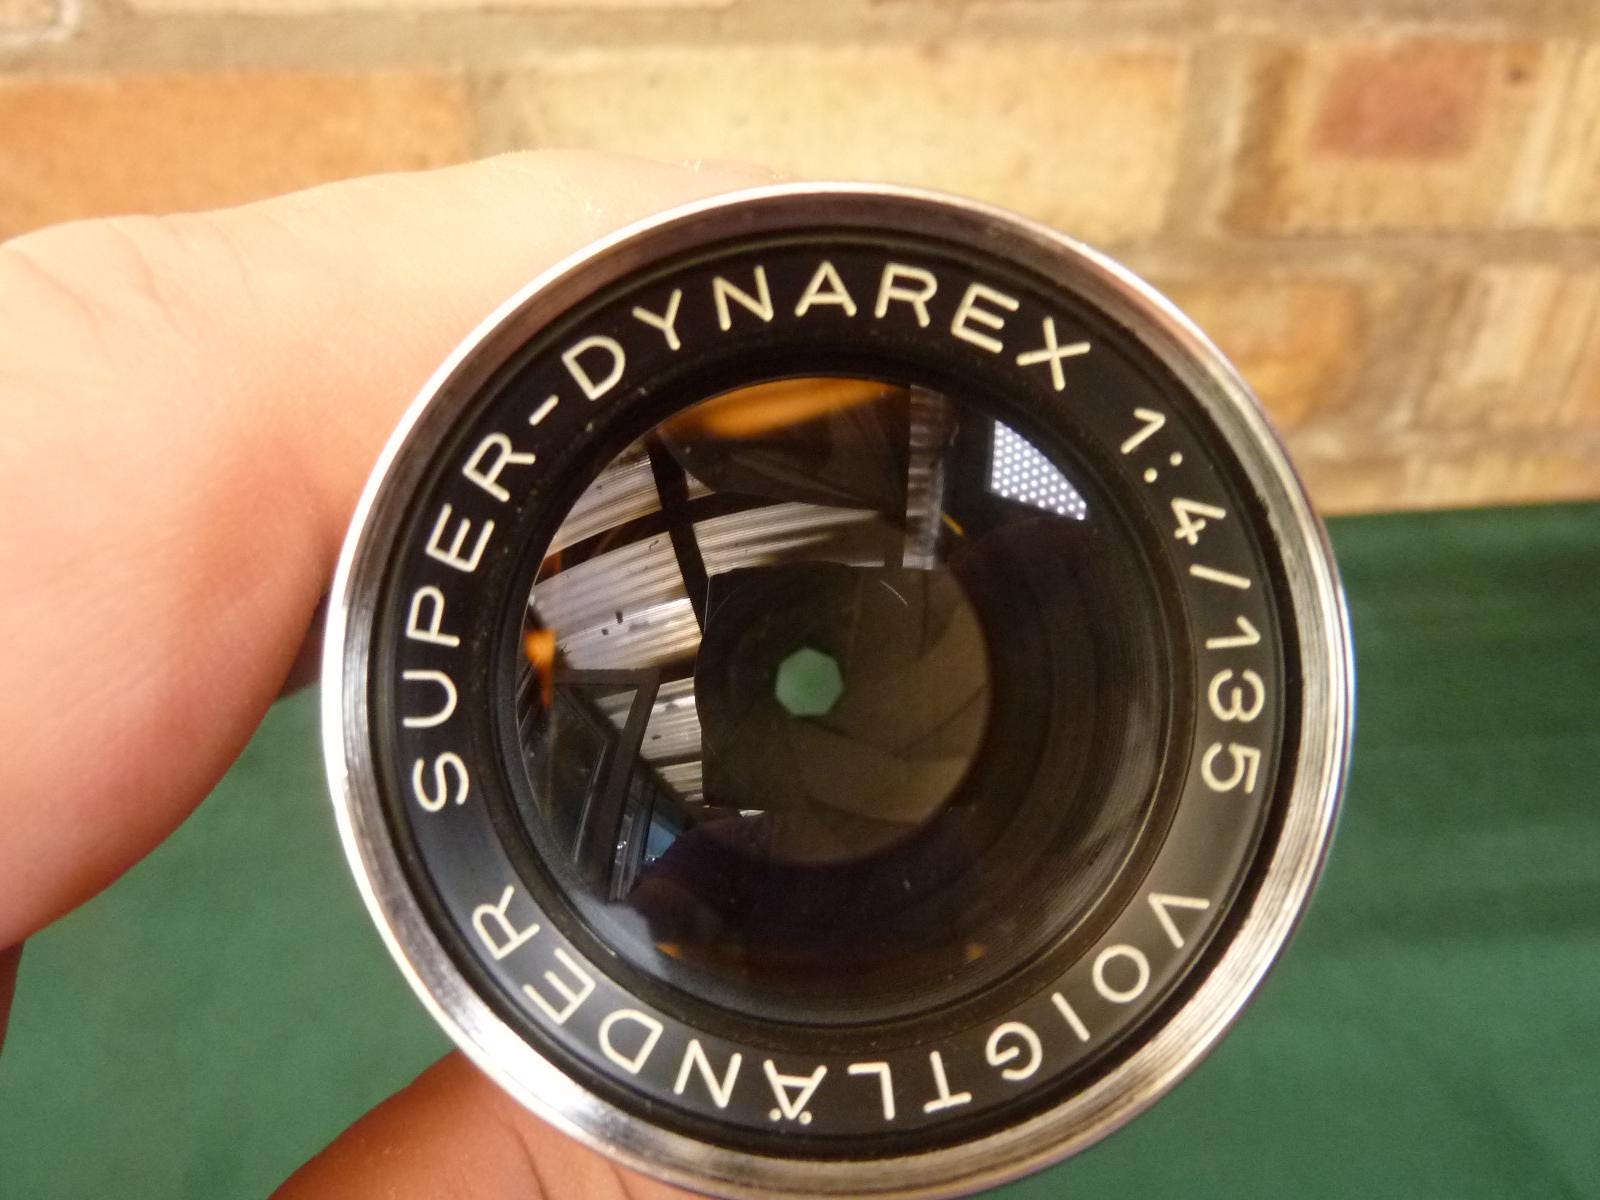 SUPER-DYNAREX 1:4/135 VOIGTLÄNDER